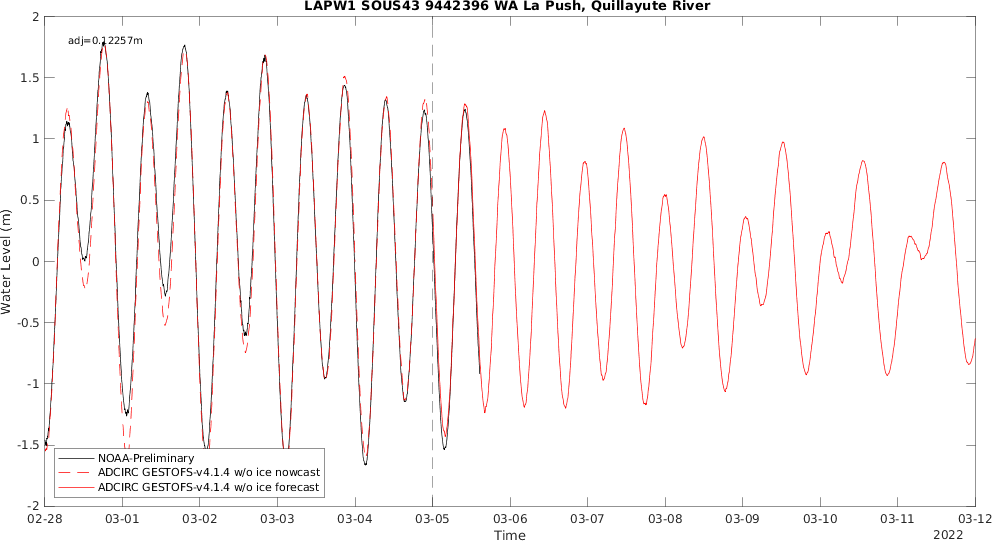 LAPW1 SOUS43 9442396 WA La Push, Quillayute River
adj=0.12257m
2
1.5
1
0.5
0
-0.5
-1
-1.5
-2
Water Level (m)
NOAA-Preliminary
ADCIRC GESTOFS-v4.1.4 w/o ice nowcast
ADCIRC GESTOFS-v4.1.4 w/o ice forecast
02-28 03-01 03-02 03-03 03-04 03-05 03-06 03-07 03-08 03-09 03-10 03-11 03-12
Time
2022